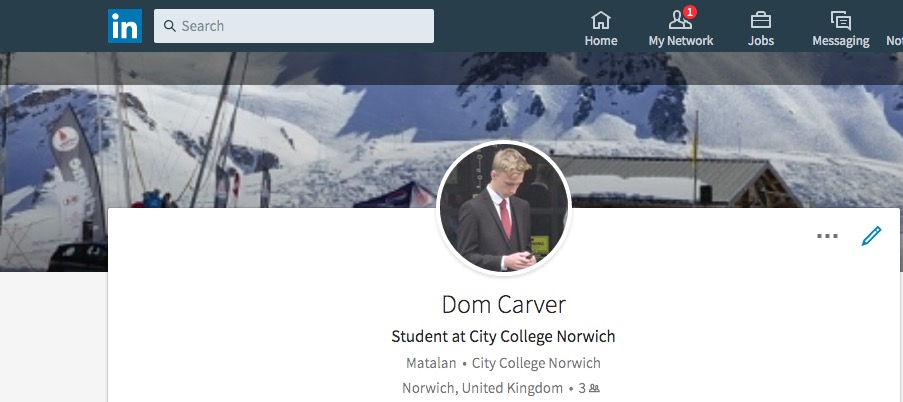 in Search
1
Home My Network Jobs Messaging Not
Dom Carver
Student at City College Norwich
Matalan • City College Norwich
Norwich, United Kingdom • 3